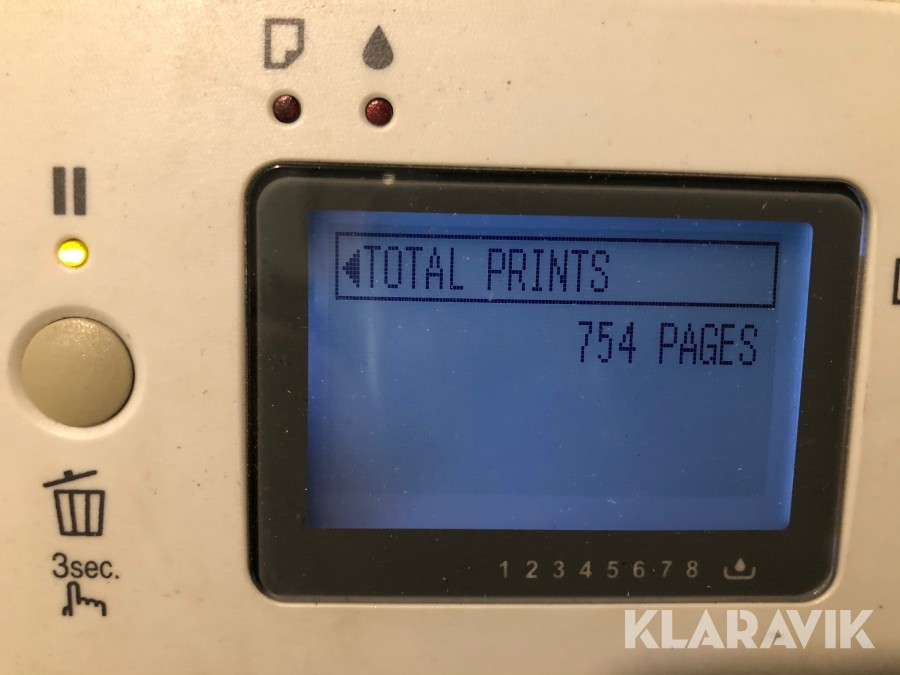 TOTAL PRINTS
754 PAGES
3sec.
1 2 3 4 5 6 7 8
KLARAVIK